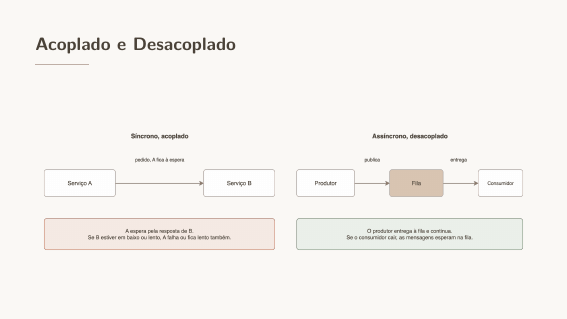 Acoplado e Desacoplado
Síncrono, acoplado
pedido, A fica à espera
Serviço A
Serviço B
A espera pela resposta de B.
Se B estiver em baixo ou lento, A falha ou fica lento também.
Assíncrono, desacoplado
publica
entrega
Produtor
Fila
Consumidor
O produtor entrega à fila e continua.
Se o consumidor cair, as mensagens esperam na fila.